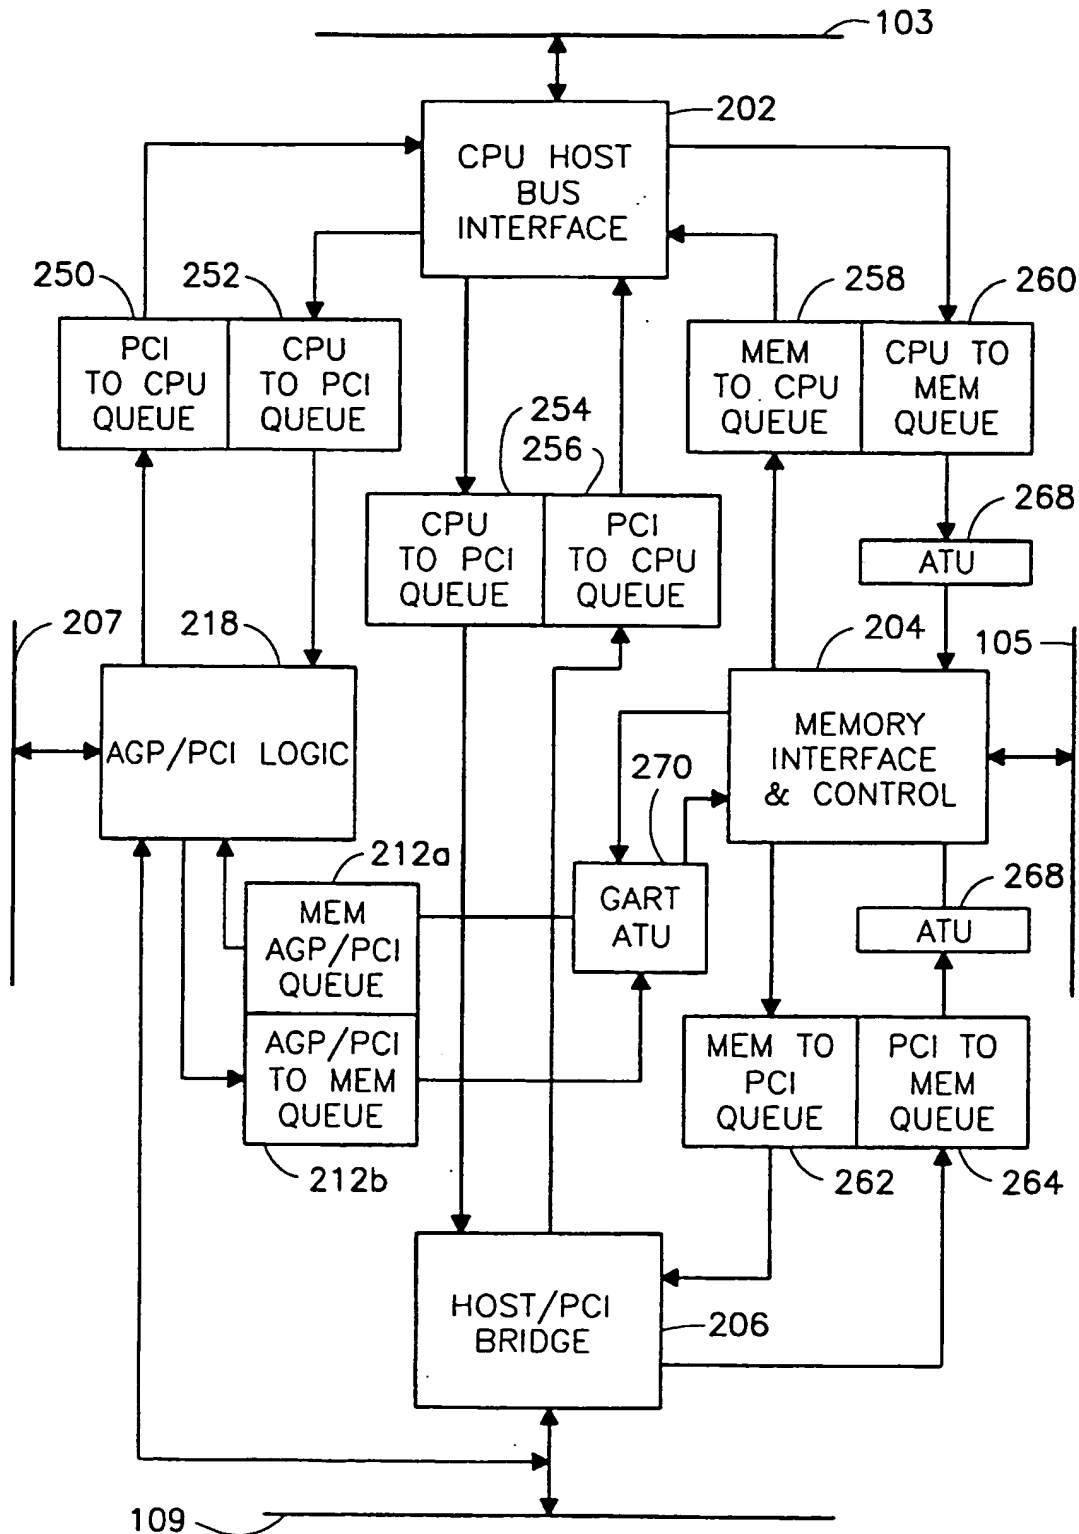 103
202
CPU HOST
BUS
INTERFACE
250
252
258
260
PCI
TO CPU
QUEUE
CPU
TO PCI
QUEUE
MEM
TO CPU
QUEUE
CPU TO
MEM
QUEUE
254
256
CPU
TO PCI
QUEUE
PCI
TO CPU
QUEUE
268
ATU
207
218
204
105
AGP/PCI LOGIC
MEMORY
INTERFACE
& CONTROL
270
212a
GART
ATU
268
ATU
MEM
AGP/PCI
QUEUE
AGP/PCI
TO MEM
QUEUE
212b
MEM TO
PCI
QUEUE
PCI TO
MEM
QUEUE
262
264
HOST/PCI
BRIDGE
206
109